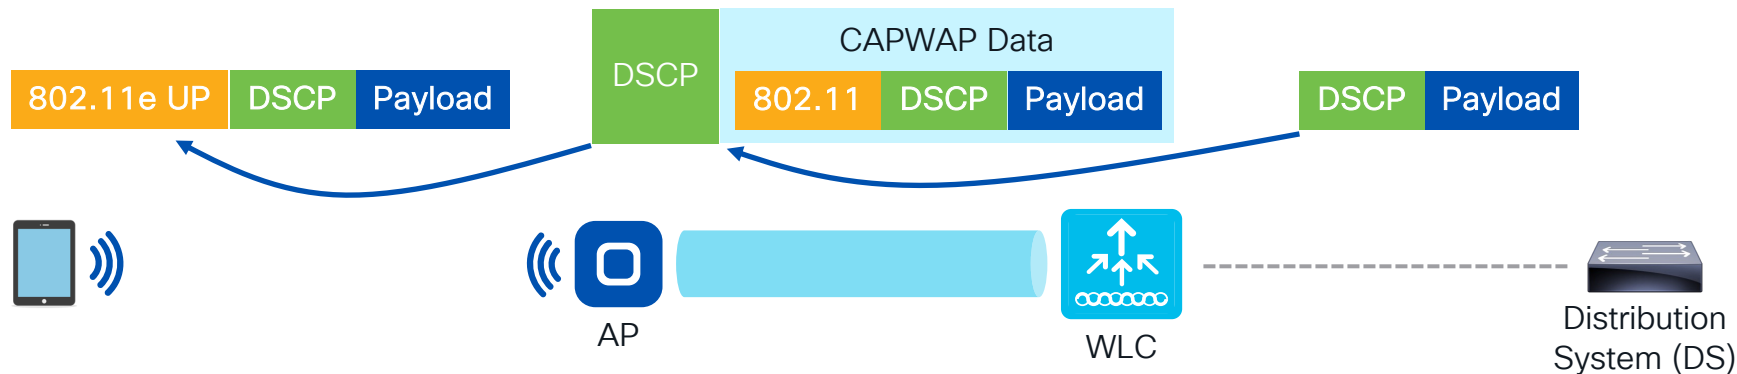 CAPWAP Data
DSCP
802.11e UP DSCP Payload
802.11 DSCP Payload
DSCP Payload
AP
WLC
Distribution
System (DS)